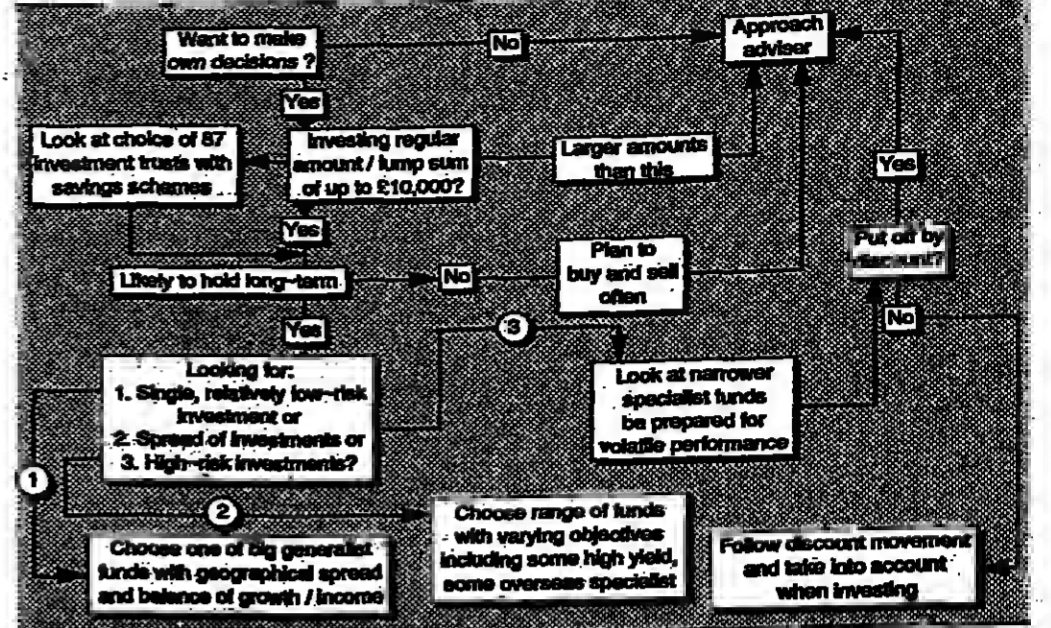 Want to make
own decisions ?
No
Approach
adviser
Yes
Look at choice of 87
investment trusts with
savings schemes
Investing regular
amount / lump sum
of up to £10,000?
Larger amounts
than this
Yes
Yes
Put off by
discount?
Likely to hold long-term
No
Plan to
buy and sell
often
No
Yes
3
Looking for:
1. Single, relatively low-risk
investment or
2. Spread of investments or
3. High-risk investments?
Look at narrower
specialist funds
be prepared for
volatile performance
1
2
Choose one of big generalist
funds with geographical spread
and balance of growth / income
Choose range of funds
with varying objectives
including some high yield,
some overseas specialist
Follow discount movement
and take into account
when investing